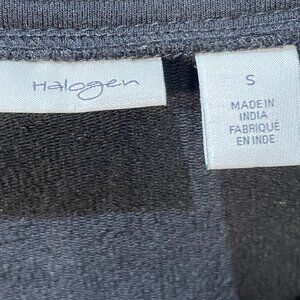 Halogen
S
MADE IN
INDIA
FABRIQUÉ
EN INDE